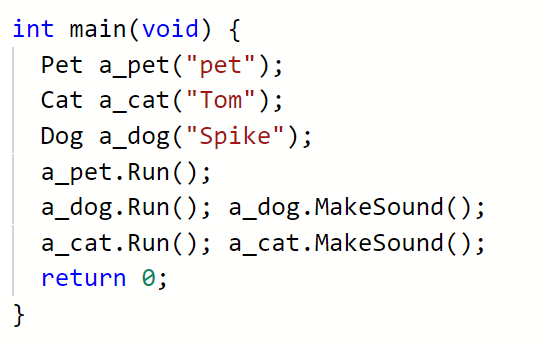 int main(void) {
  Pet a_pet("pet");
  Cat a_cat("Tom");
  Dog a_dog("Spike");
  a_pet.Run();
  a_dog.Run(); a_dog.MakeSound();
  a_cat.Run(); a_cat.MakeSound();
  return 0;
}